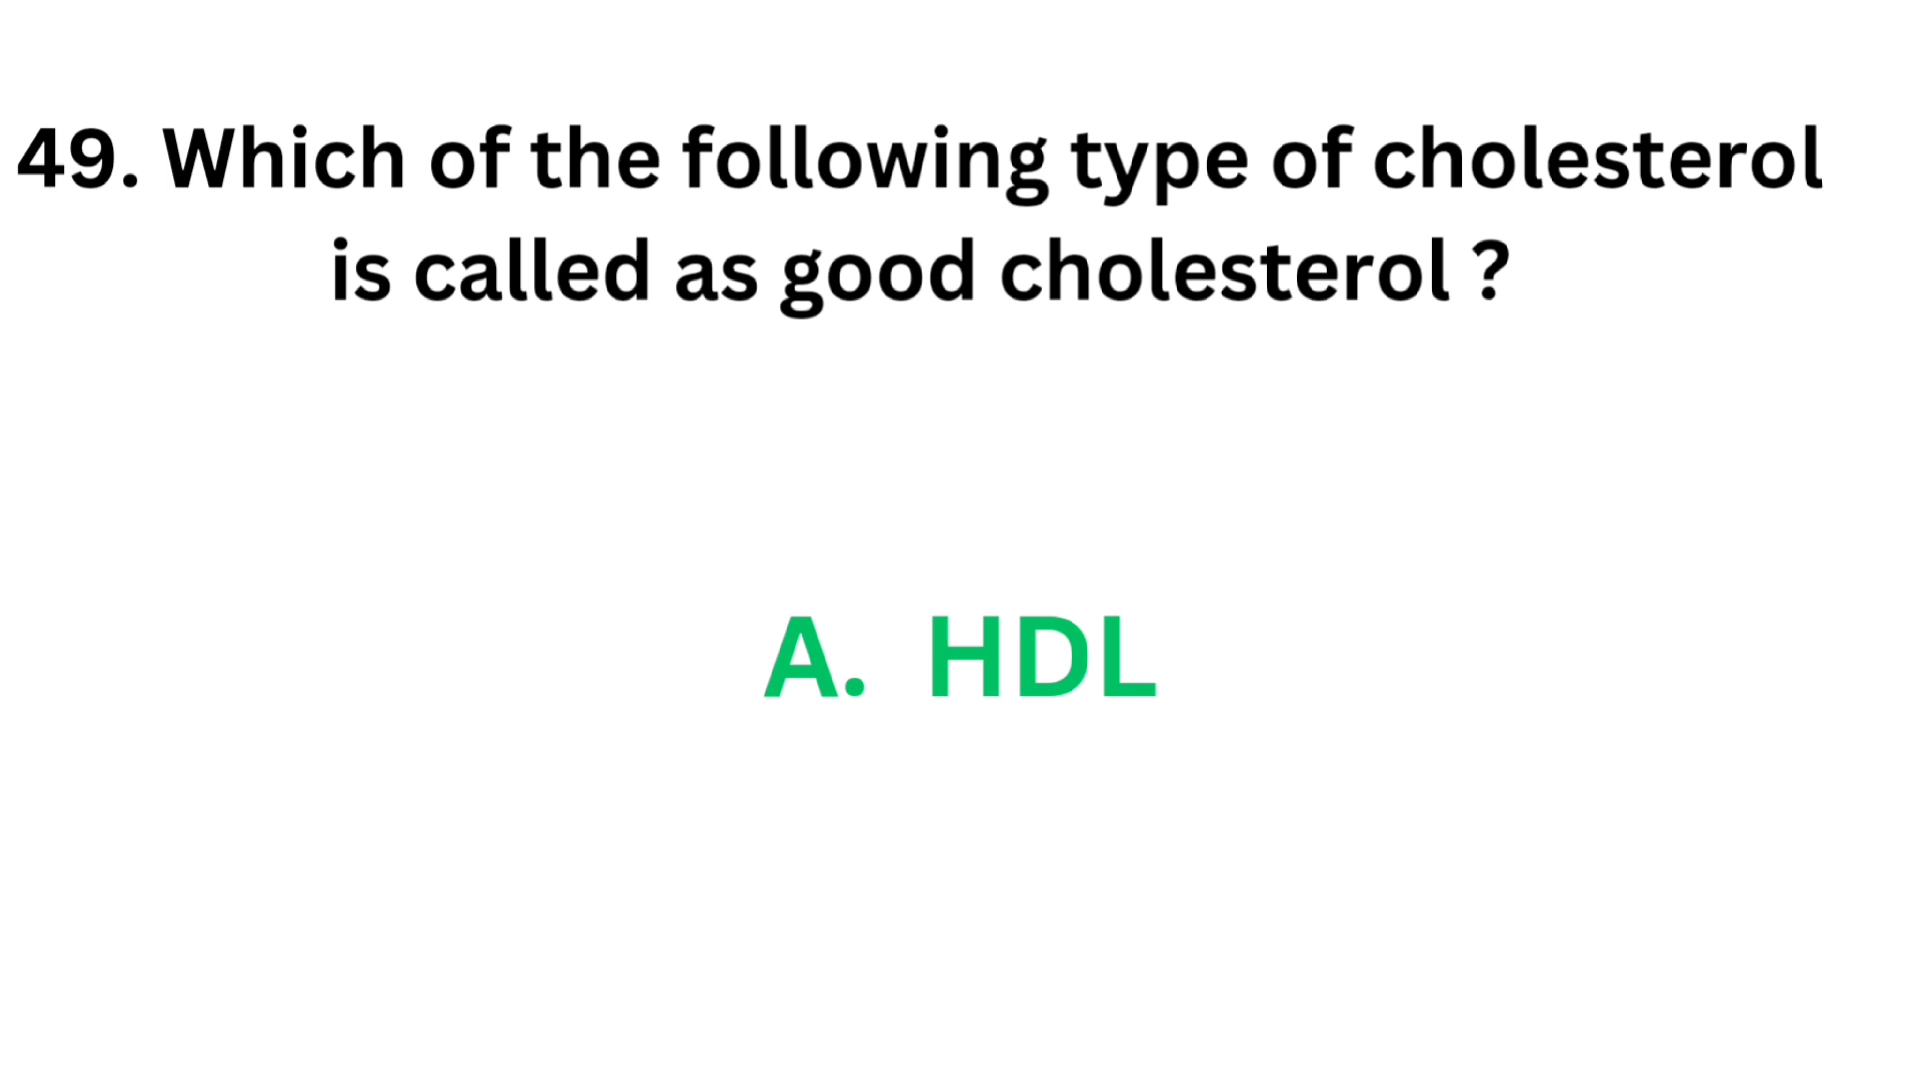 49. Which of the following type of cholesterol
is called as good cholesterol ?
A. HDL